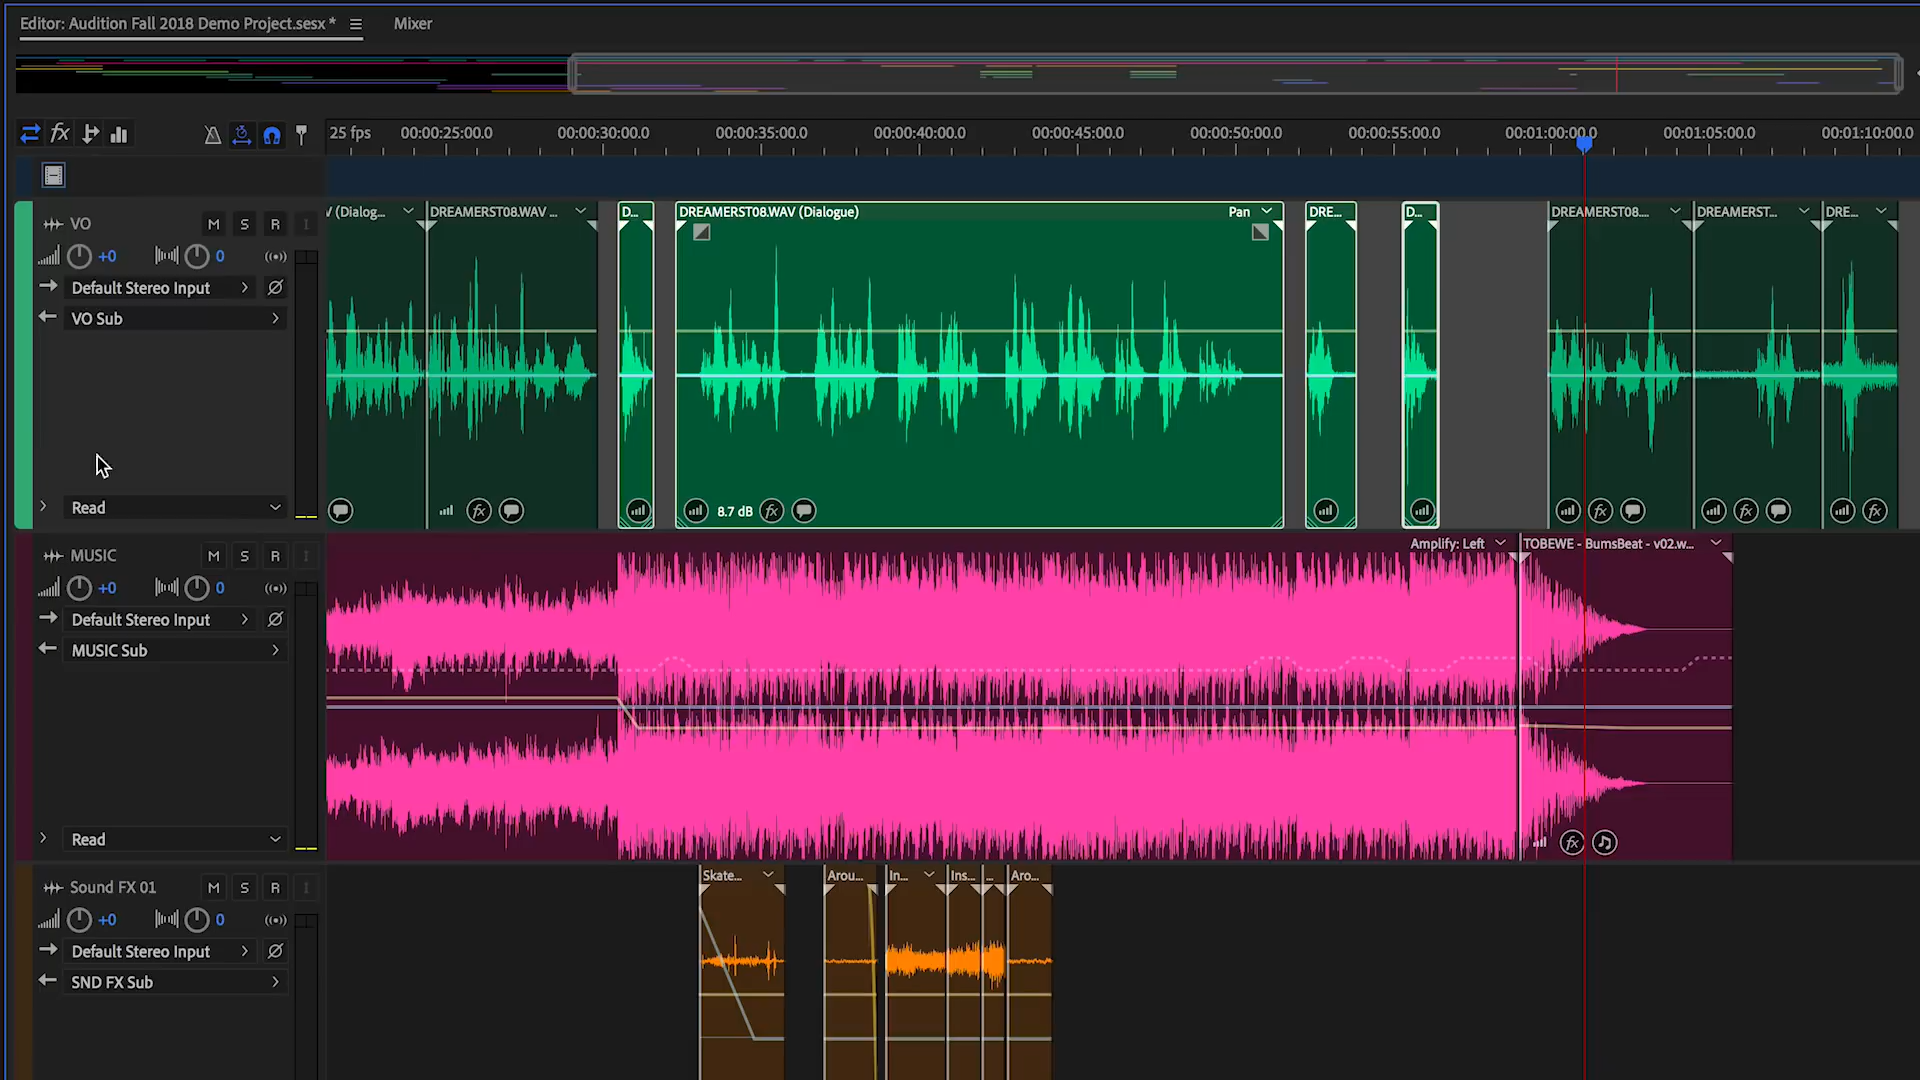 Editor: Audition Fall 2018 Demo Project.sesx * Mixer
25 fps 00:00:25:00.0 00:00:30:00.0 00:00:35:00.0 00:00:40:00.0 00:00:45:00.0 00:00:50:00.0 00:00:55:00.0 00:01:00:00.0 00:01:05:00.0 00:01:10:00.0
V (Dialog... DREAMERST08.WAV ... D... DREAMERST08.WAV (Dialogue) Pan DRE... D... DREAMERST08.... DREAMERST... DRE...
VO M S R I
+0 0
Default Stereo Input
VO Sub
Read
8.7 dB fx
MUSIC M S R I
Amplify: Left TOBEWE - BumsBeat - v02.w...
+0 0
Default Stereo Input
MUSIC Sub
Read
Sound FX 01 M S R I
Skate... Arou... In... Ins... ... Aro...
+0 0
Default Stereo Input
SND FX Sub